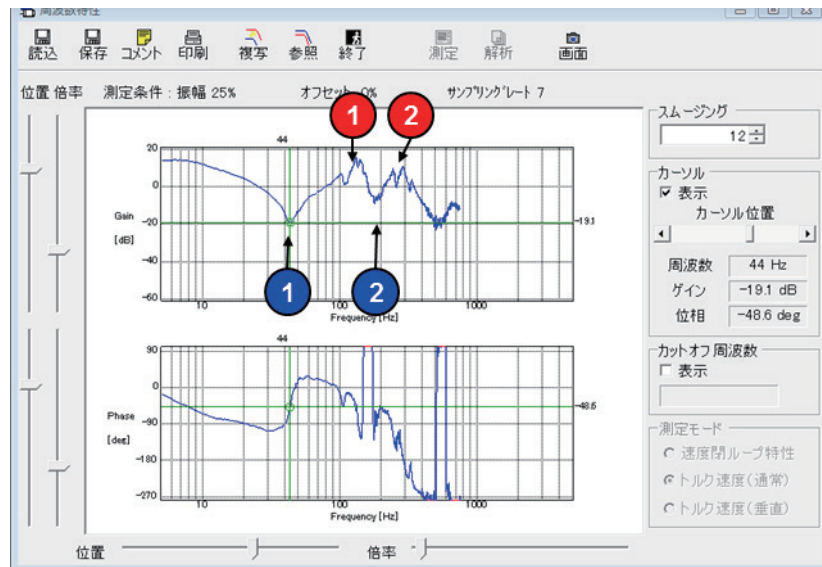 周波数特性
読込 保存 コメント 印刷 複写 参照 終了 測定 解析 画面
位置 倍率 測定条件 : 振幅 25% オフセット 0% サンプリングレート 7
スムージング
12
カーソル
表示
カーソル位置
周波数 44 Hz
ゲイン -19.1 dB
位相 -48.6 deg
カットオフ周波数
表示
測定モード
速度閉ループ特性
トルク速度(通常)
トルク速度(垂直)
1 2
44
20
0
Gain -20 -19.1
[dB]
-40
-60
1 2
10 100 1000
Frequency [Hz]
44
90
0
-48.6
Phase -90
[deg]
-180
-270
10 100 1000
Frequency [Hz]
位置 倍率